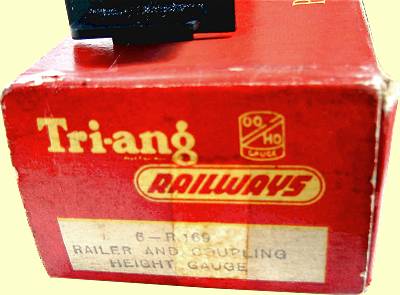 Tri-ang
OO/HO
GAUGE
RAILWAYS
6-R.169
RAILER AND COUPLING
HEIGHT GAUGE